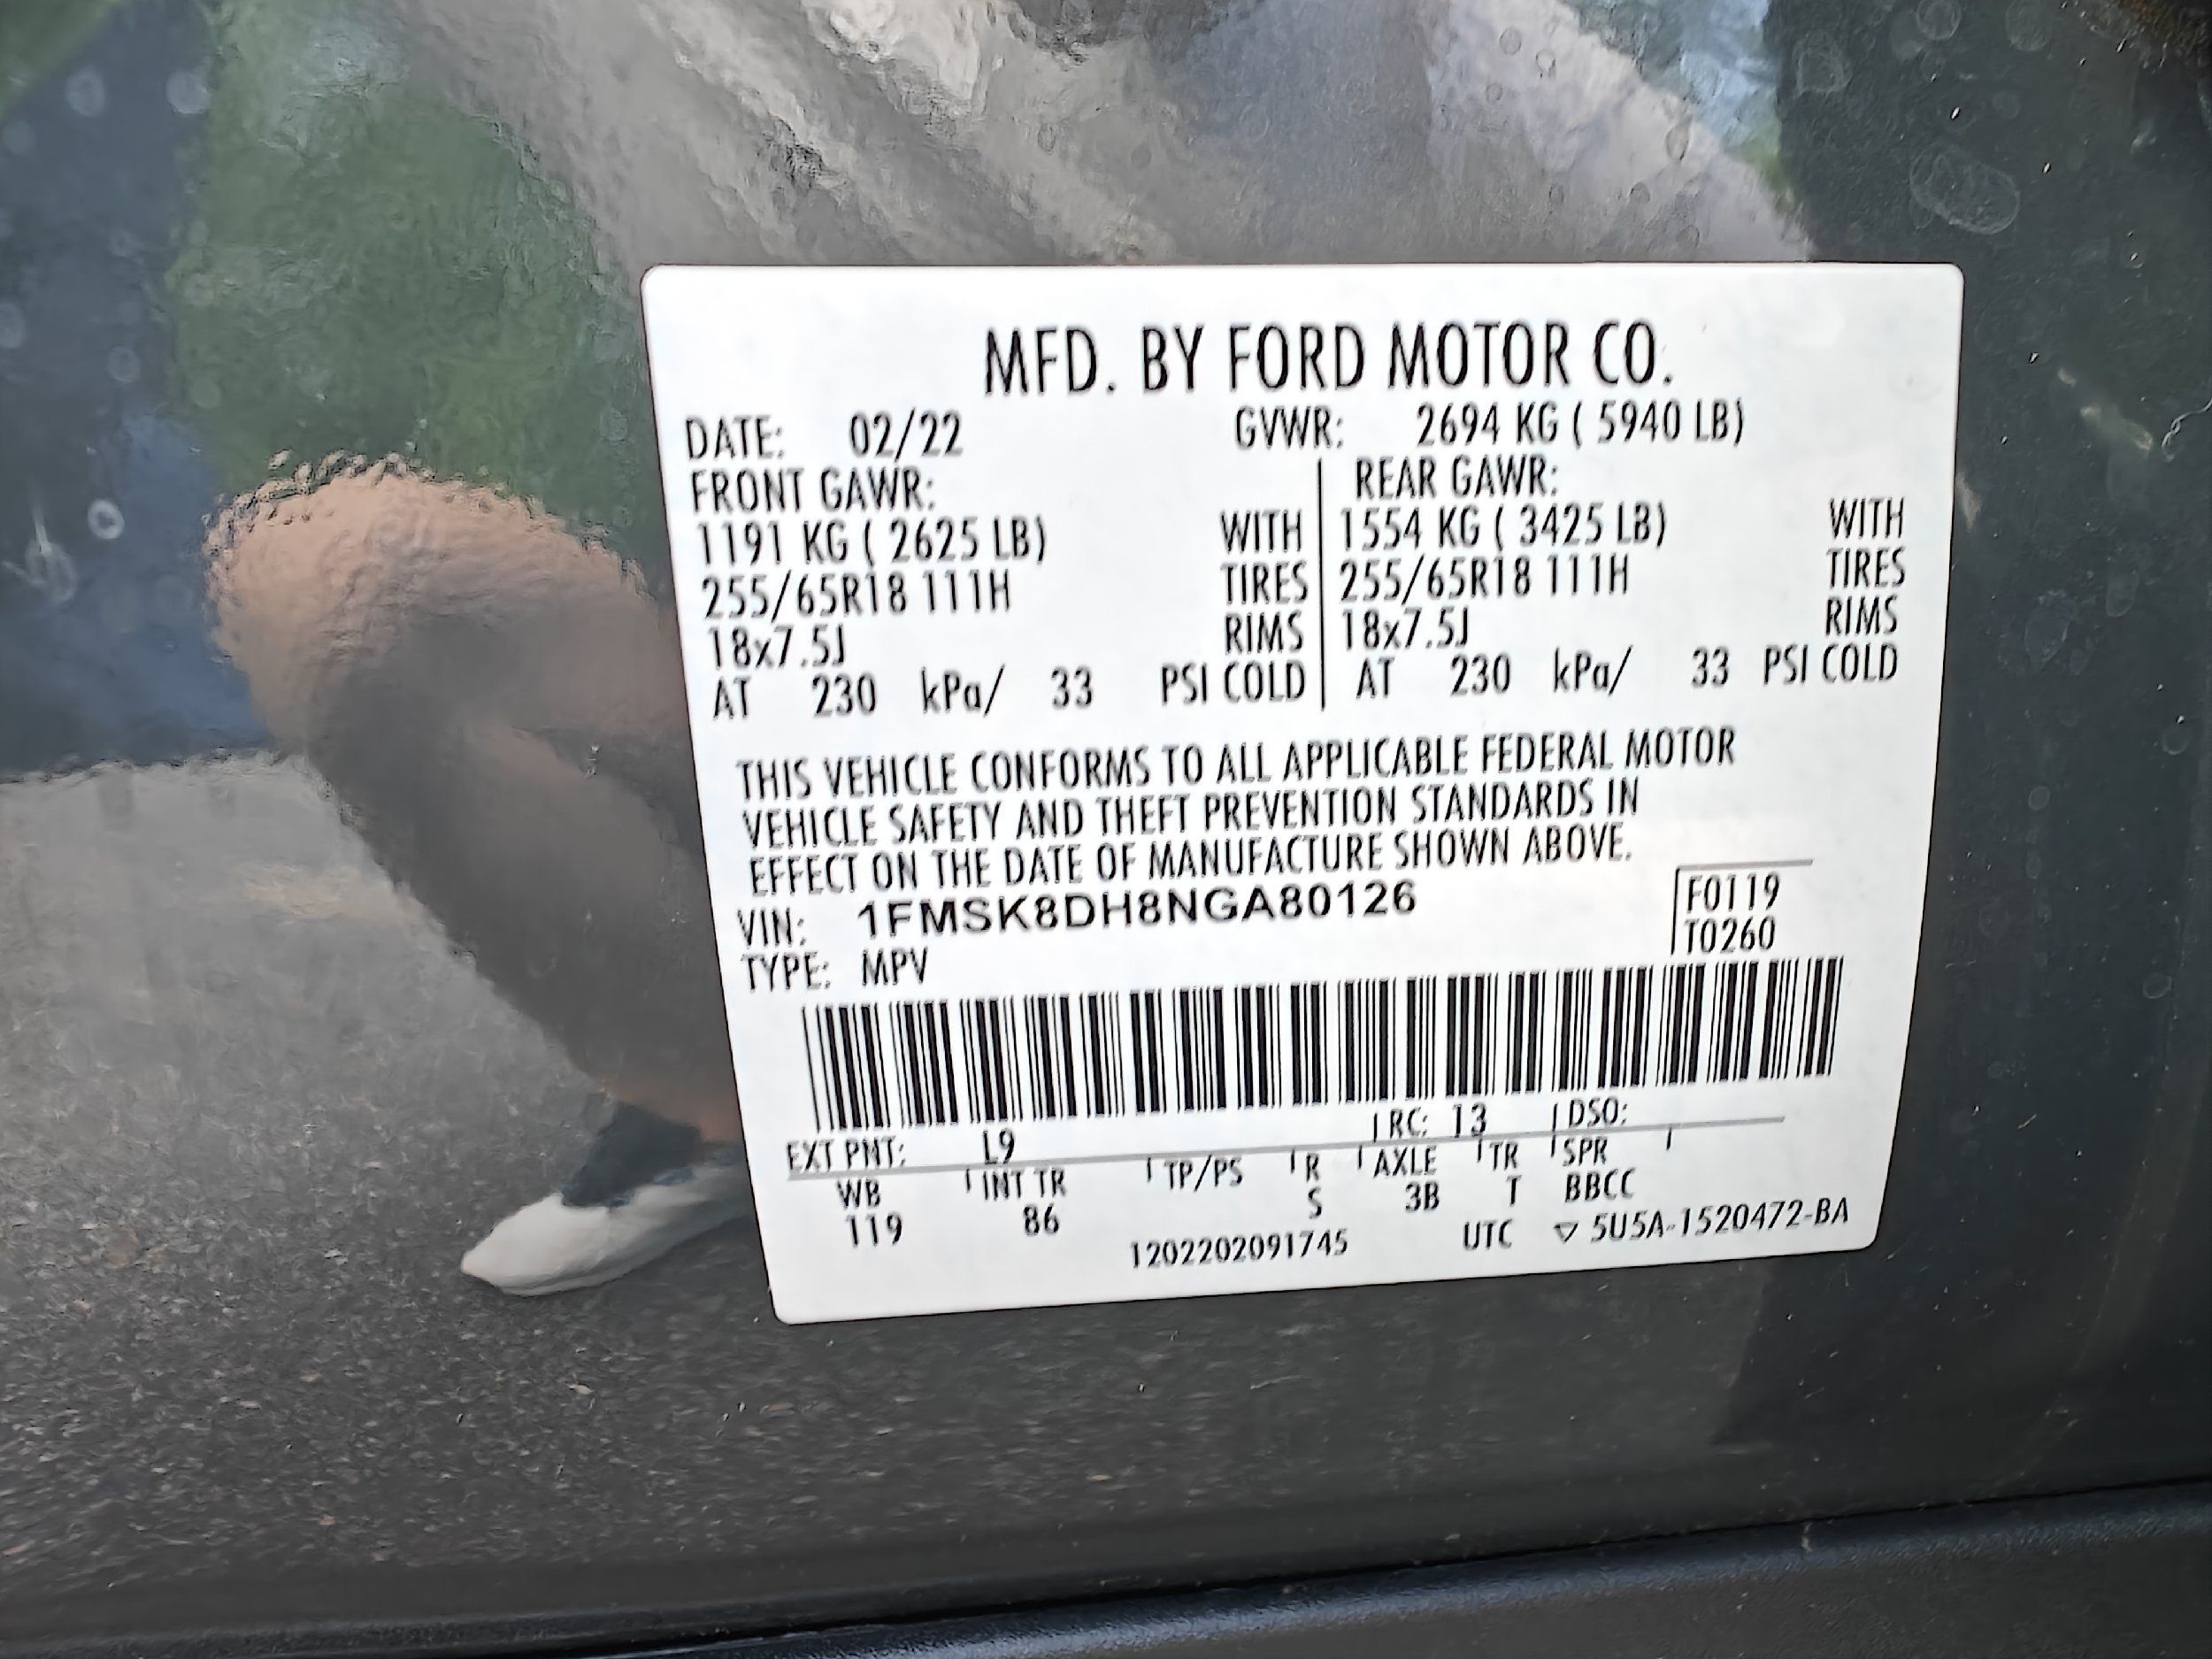 MFD. BY FORD MOTOR CO.
DATE: 02/22 GVWR: 2694 KG ( 5940 LB)
FRONT GAWR: REAR GAWR:
1191 KG ( 2625 LB) WITH 1554 KG ( 3425 LB) WITH
255/65R18 111H TIRES 255/65R18 111H TIRES
18x7.5J RIMS 18x7.5J RIMS
AT 230 kPa/ 33 PSI COLD AT 230 kPa/ 33 PSI COLD
THIS VEHICLE CONFORMS TO ALL APPLICABLE FEDERAL MOTOR
VEHICLE SAFETY AND THEFT PREVENTION STANDARDS IN
EFFECT ON THE DATE OF MANUFACTURE SHOWN ABOVE.
VIN: 1FMSK8DH8NGA80126 F0119
TYPE: MPV T0260
EXT PNT: L9 RC: 13 DSO:
WB INT TR TP/PS R AXLE TR SPR
119 86 S 3B T BBCC
1202202091745 UTC ▽ 5U5A-1520472-BA